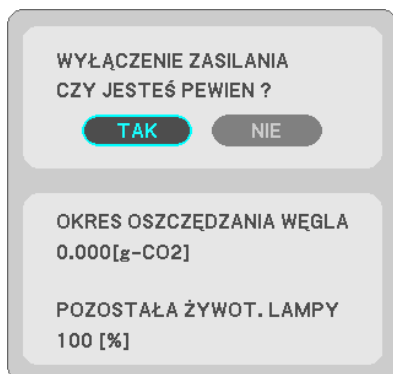 WYŁĄCZENIE ZASILANIA
CZY JESTEŚ PEWIEN ?
TAK NIE
OKRES OSZCZĘDZANIA WĘGLA
0.000[g-CO2]
POZOSTAŁA ŻYWOT. LAMPY
100 [%]